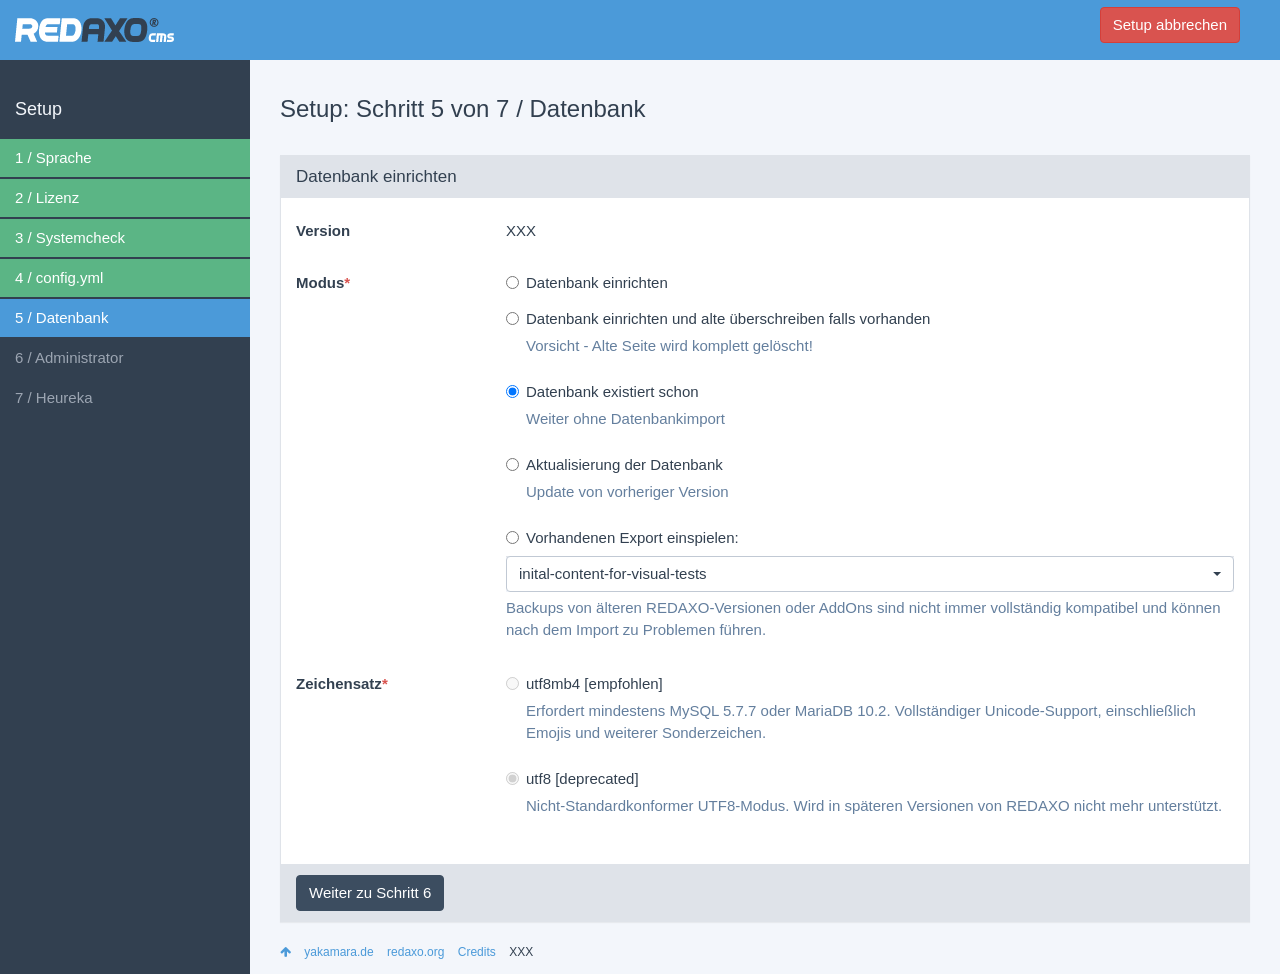 REDAXO® cms
Setup abbrechen
Setup
1 / Sprache
2 / Lizenz
3 / Systemcheck
4 / config.yml
5 / Datenbank
6 / Administrator
7 / Heureka
Setup: Schritt 5 von 7 / Datenbank
Datenbank einrichten
Version XXX
Modus* Datenbank einrichten
Datenbank einrichten und alte überschreiben falls vorhanden
Vorsicht - Alte Seite wird komplett gelöscht!
Datenbank existiert schon
Weiter ohne Datenbankimport
Aktualisierung der Datenbank
Update von vorheriger Version
Vorhandenen Export einspielen:
inital-content-for-visual-tests
Backups von älteren REDAXO-Versionen oder AddOns sind nicht immer vollständig kompatibel und können
nach dem Import zu Problemen führen.
Zeichensatz* utf8mb4 [empfohlen]
Erfordert mindestens MySQL 5.7.7 oder MariaDB 10.2. Vollständiger Unicode-Support, einschließlich
Emojis und weiterer Sonderzeichen.
utf8 [deprecated]
Nicht-Standardkonformer UTF8-Modus. Wird in späteren Versionen von REDAXO nicht mehr unterstützt.
Weiter zu Schritt 6
yakamara.de redaxo.org Credits XXX